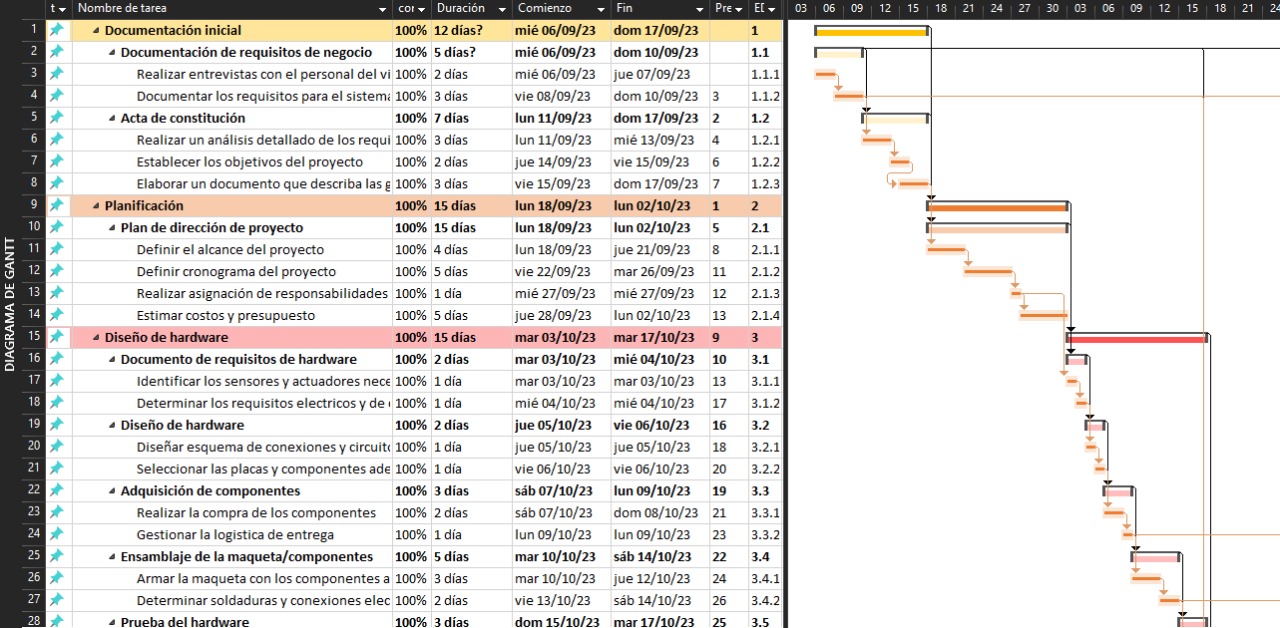 t Nombre de tarea cor Duración Comienzo Fin Pre ED 03 06 09 12 15 18 21 24 27 30 03 06 09 12 15 18 21 24
DIAGRAMA DE GANTT
1 Documentación inicial 100% 12 días? mié 06/09/23 dom 17/09/23 1
2 Documentación de requisitos de negocio 100% 5 días? mié 06/09/23 dom 10/09/23 1.1
3 Realizar entrevistas con el personal del vi 100% 2 días mié 06/09/23 jue 07/09/23 1.1.1
4 Documentar los requisitos para el sistema 100% 3 días vie 08/09/23 dom 10/09/23 3 1.1.2
5 Acta de constitución 100% 7 días lun 11/09/23 dom 17/09/23 2 1.2
6 Realizar un análisis detallado de los requi 100% 3 días lun 11/09/23 mié 13/09/23 4 1.2.1
7 Establecer los objetivos del proyecto 100% 2 días jue 14/09/23 vie 15/09/23 6 1.2.2
8 Elaborar un documento que describa las g 100% 3 días vie 15/09/23 dom 17/09/23 7 1.2.3
9 Planificación 100% 15 días lun 18/09/23 lun 02/10/23 1 2
10 Plan de dirección de proyecto 100% 15 días lun 18/09/23 lun 02/10/23 5 2.1
11 Definir el alcance del proyecto 100% 4 días lun 18/09/23 jue 21/09/23 8 2.1.1
12 Definir cronograma del proyecto 100% 5 días vie 22/09/23 mar 26/09/23 11 2.1.2
13 Realizar asignación de responsabilidades 100% 1 día mié 27/09/23 mié 27/09/23 12 2.1.3
14 Estimar costos y presupuesto 100% 5 días jue 28/09/23 lun 02/10/23 13 2.1.4
15 Diseño de hardware 100% 15 días mar 03/10/23 mar 17/10/23 9 3
16 Documento de requisitos de hardware 100% 2 días mar 03/10/23 mié 04/10/23 10 3.1
17 Identificar los sensores y actuadores nece 100% 1 día mar 03/10/23 mar 03/10/23 13 3.1.1
18 Determinar los requisitos electricos y de 100% 1 día mié 04/10/23 mié 04/10/23 17 3.1.2
19 Diseño de hardware 100% 2 días jue 05/10/23 vie 06/10/23 16 3.2
20 Diseñar esquema de conexiones y circuito 100% 1 día jue 05/10/23 jue 05/10/23 18 3.2.1
21 Seleccionar las placas y componentes ade 100% 1 día vie 06/10/23 vie 06/10/23 20 3.2.2
22 Adquisición de componentes 100% 3 días sáb 07/10/23 lun 09/10/23 19 3.3
23 Realizar la compra de los componentes 100% 2 días sáb 07/10/23 dom 08/10/23 21 3.3.1
24 Gestionar la logística de entrega 100% 1 día lun 09/10/23 lun 09/10/23 23 3.3.2
25 Ensamblaje de la maqueta/componentes 100% 5 días mar 10/10/23 sáb 14/10/23 22 3.4
26 Armar la maqueta con los componentes a 100% 3 días mar 10/10/23 jue 12/10/23 24 3.4.1
27 Determinar soldaduras y conexiones elec 100% 2 días vie 13/10/23 sáb 14/10/23 26 3.4.2
28 Prueba del hardware 100% 3 días dom 15/10/23 mar 17/10/23 25 3.5